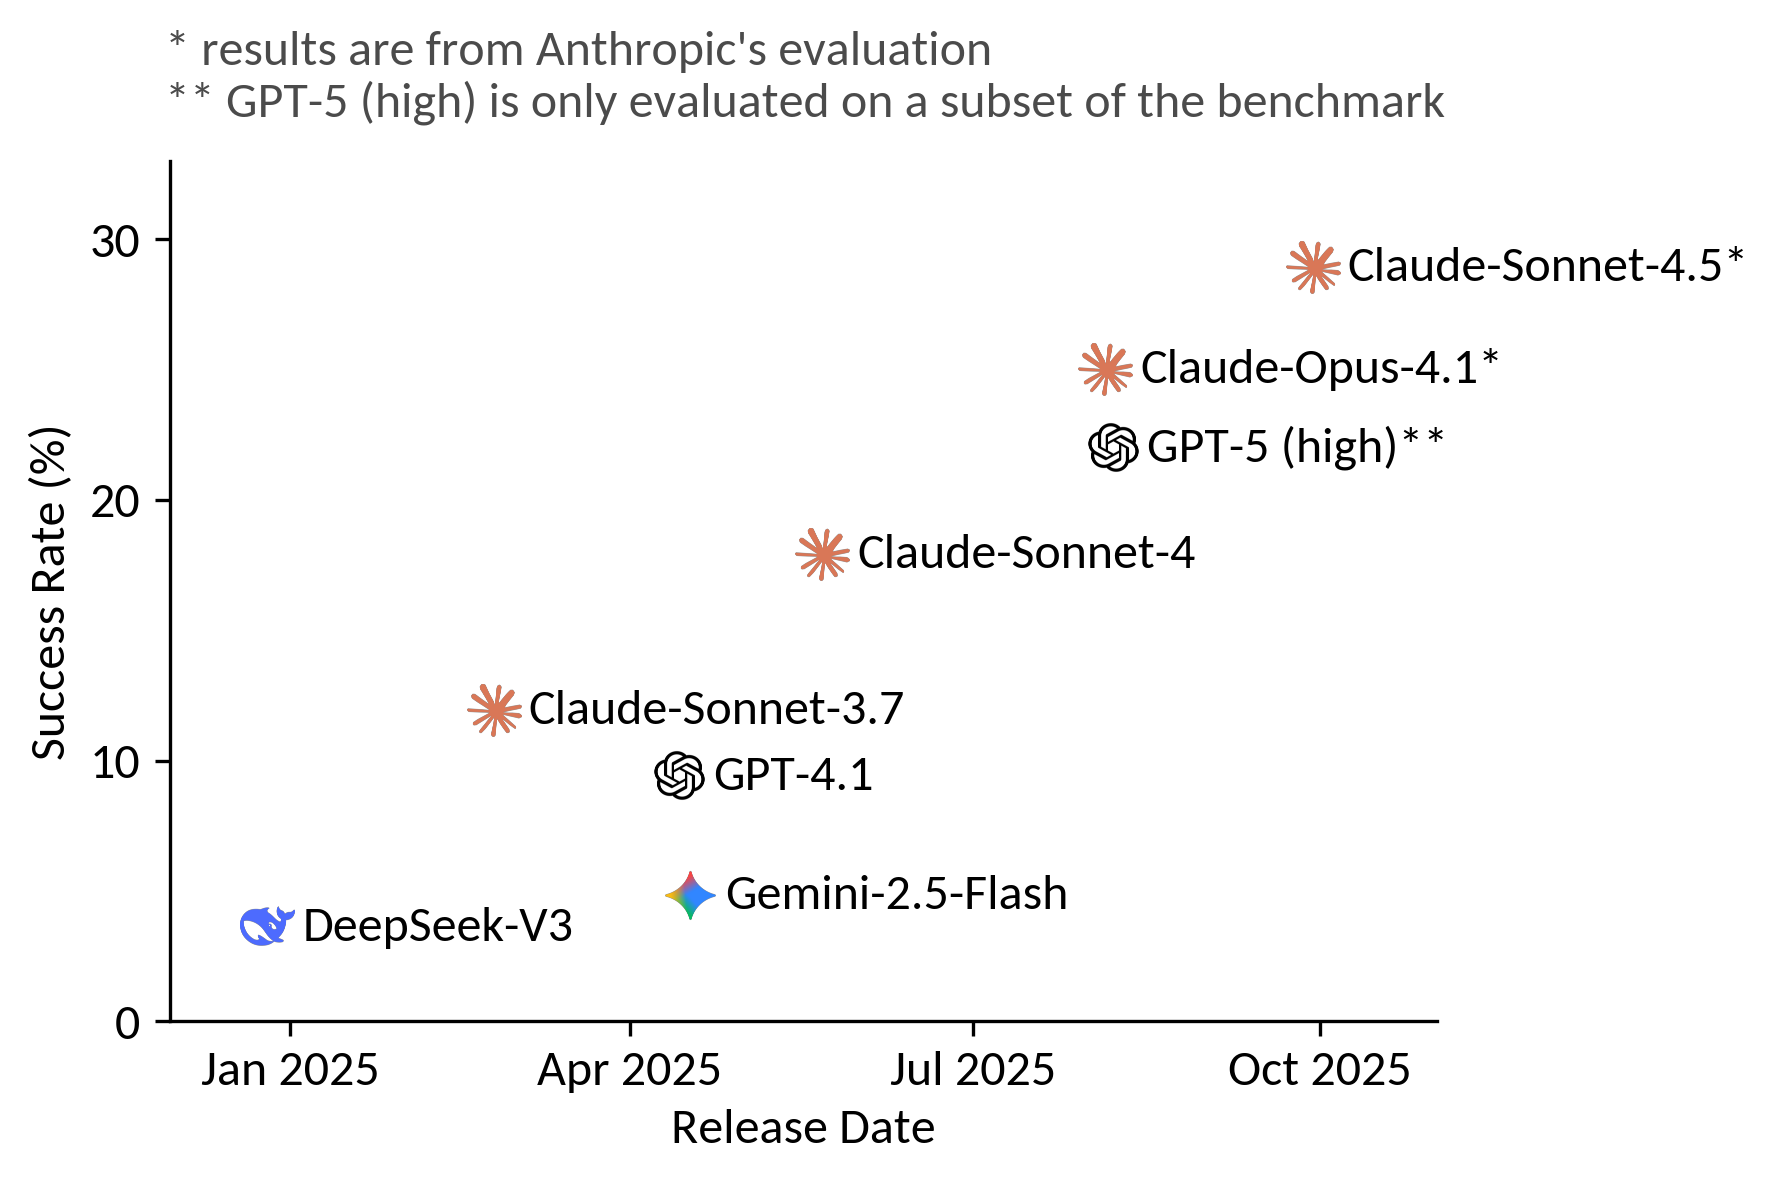 * results are from Anthropic's evaluation
** GPT-5 (high) is only evaluated on a subset of the benchmark
30
Claude-Sonnet-4.5*
Claude-Opus-4.1*
GPT-5 (high)**
20
Claude-Sonnet-4
Success Rate (%)
Claude-Sonnet-3.7
10
GPT-4.1
Gemini-2.5-Flash
DeepSeek-V3
0
Jan 2025
Apr 2025
Jul 2025
Oct 2025
Release Date